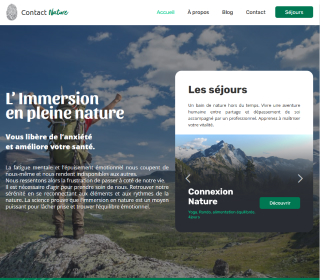 Contact Nature
Accueil
À propos
Blog
Contact
Séjours
L'Immersion
en pleine nature
Vous libère de l'anxiété
et améliore votre santé.
La fatigue mentale et l'épuisement émotionnel nous coupent de
nous-même et nous rendent indisponibles aux autres.
Nous ressentons alors la frustration de passer à coté de notre vie.
Il est nécessaire d'agir pour prendre soin de nous. Retrouver notre
sérénité en se reconnectant aux éléments et aux rythmes de
la nature. La science prouve que l'immersion en nature est un moyen
puissant pour lâcher prise et trouver l'équilibre émotionnel.
Les séjours
Un bain de nature hors du temps. Vivre une aventure
humaine entre partage et dépassement de soi
accompagné par un professionnel. Apprenez à maîtriser
votre vitalité.
Connexion
Nature
Découvrir
alimentation équilibrée,